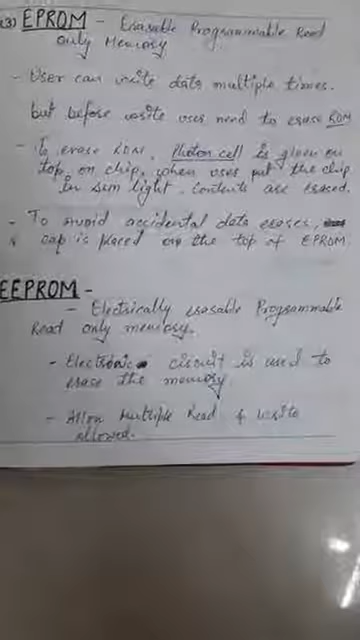 (3) EPROM - Erasable Programmable Read
only Memory
- User can write data multiple times.
but before write user need to erase ROM
- To erase ROM, Photon cell is given on
top on chip, when user put the chip
in sun light. Contents are erased.
- To avoid accidental data erases,
cap is placed on the top of EPROM.
EEPROM -
- Electrically erasable Programmable
Read only memory.
- Electronic circuit is used to
erase the memory
- Allow Multiple Read & write
allowed.